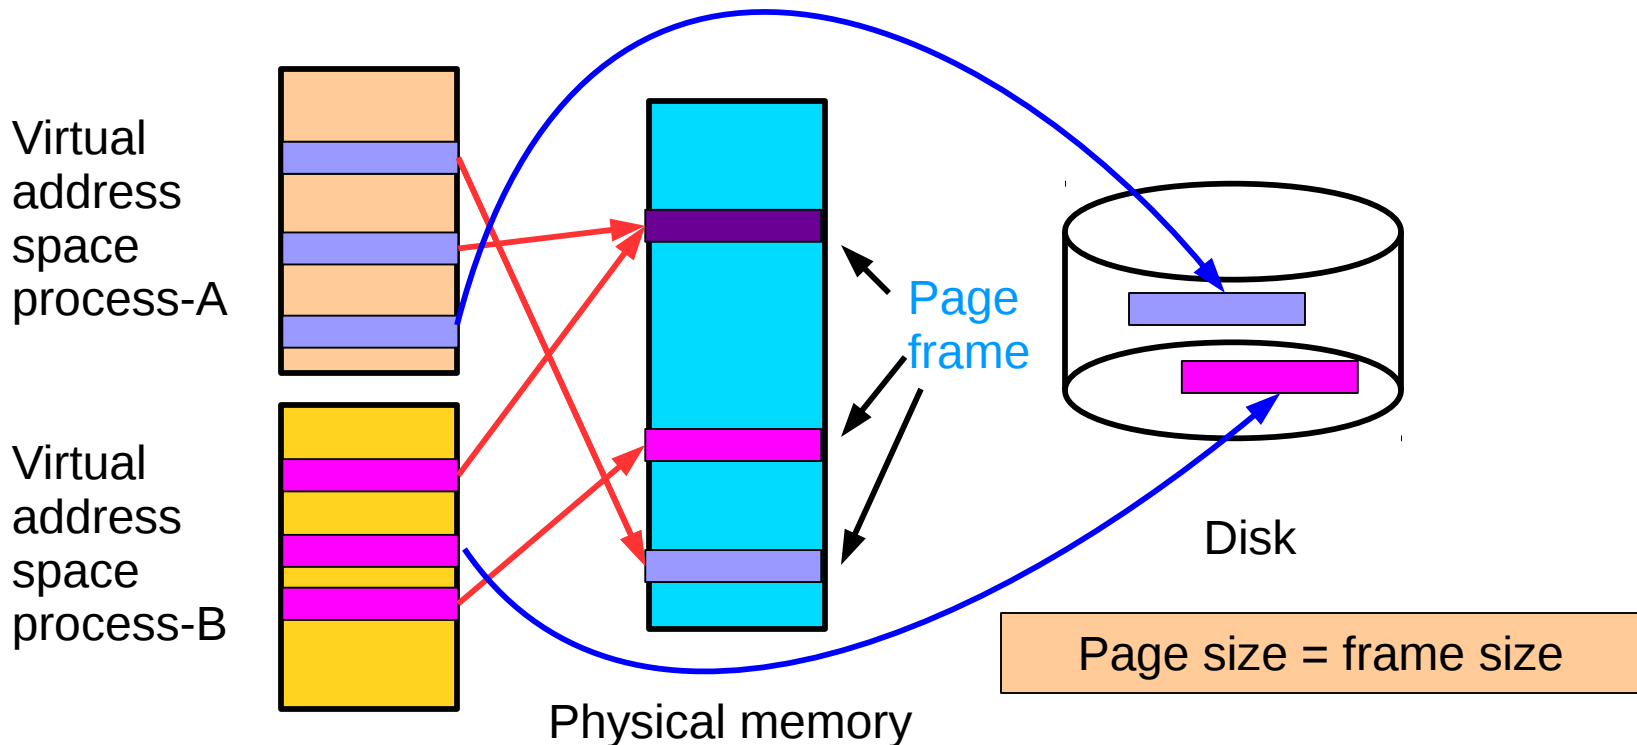 Virtual
address
space
process-A
Virtual
address
space
process-B
Page
frame
Disk
Page size = frame size
Physical memory